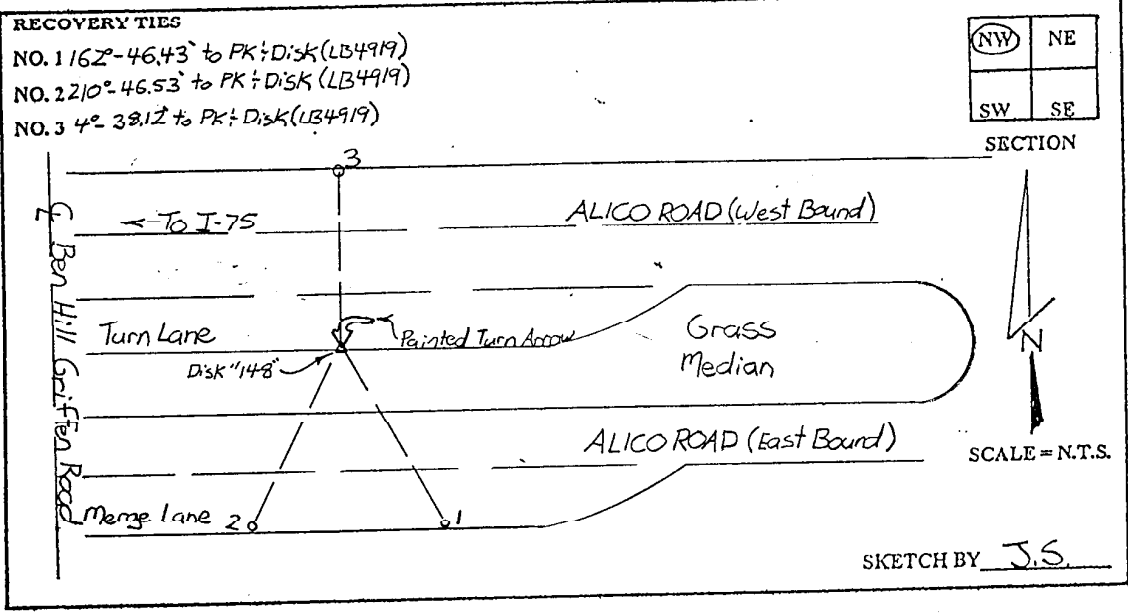 RECOVERY TIES
NO. 1 162°-46.43' to PK & Disk (LB4919)
NO. 2 210°-46.53' to PK & Disk (LB4919)
NO. 3 4°-38.12' to PK & Disk (LB4919)
NW NE
SW SE
SECTION
3
← To I-75
ALICO ROAD (West Bound)
℄ Ben Hill Griffen Road
Turn Lane
Painted Turn Arrow
Disk "148"
Grass
Median
N
ALICO ROAD (East Bound)
SCALE = N.T.S.
Merge lane 2
1
SKETCH BY J.S.